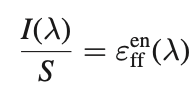 I(λ)/S = ε_ff^en(λ)